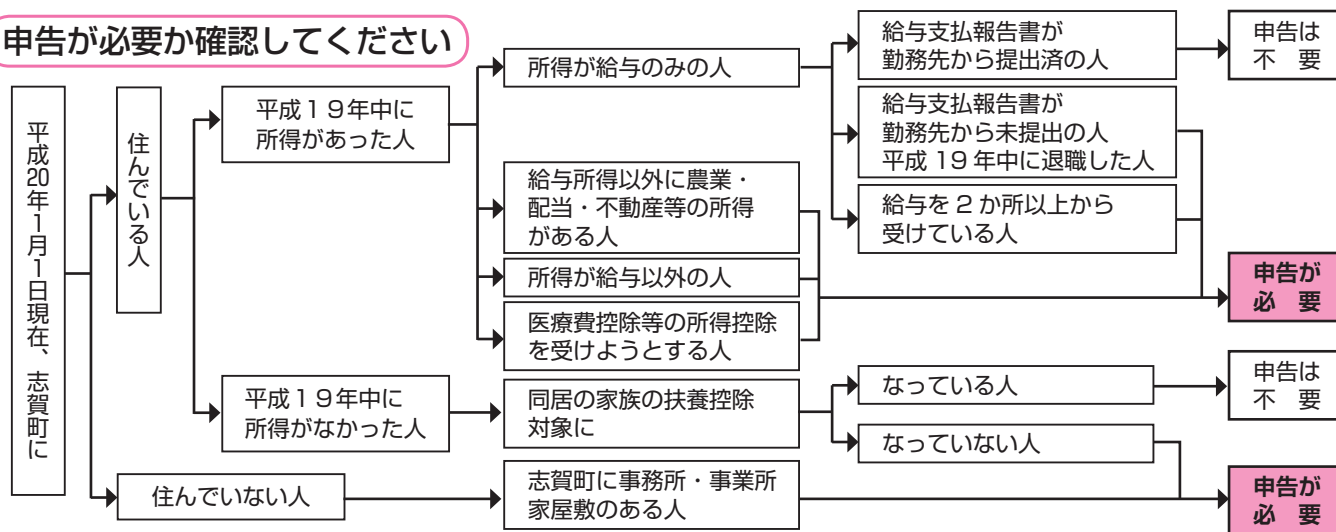 申告が必要か確認してください
平成20年1月1日現在、志賀町に
住んでいる人
平成19年中に
所得があった人
所得が給与のみの人
給与支払報告書が
勤務先から提出済の人
申告は
不 要
給与支払報告書が
勤務先から未提出の人
平成 19 年中に退職した人
給与を 2 か所以上から
受けている人
給与所得以外に農業・
配当・不動産等の所得
がある人
所得が給与以外の人
医療費控除等の所得控除
を受けようとする人
申告が
必 要
平成19年中に
所得がなかった人
同居の家族の扶養控除
対象に
なっている人
申告は
不 要
なっていない人
住んでいない人
志賀町に事務所・事業所
家屋敷のある人
申告が
必 要